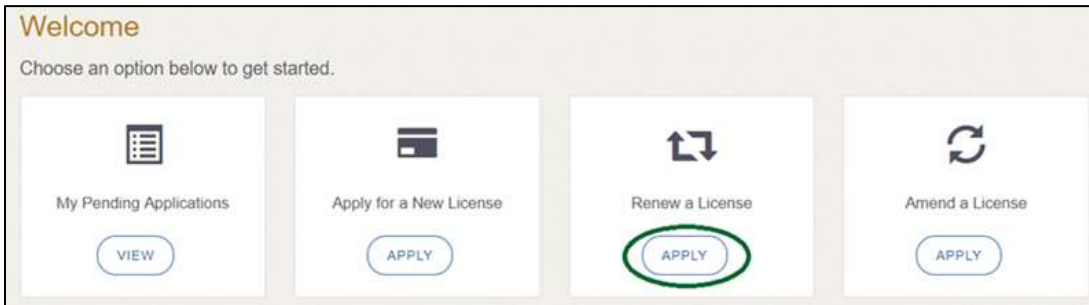 Welcome
Choose an option below to get started.
My Pending Applications
Apply for a New License
Renew a License
Amend a License
VIEW
APPLY
APPLY
APPLY